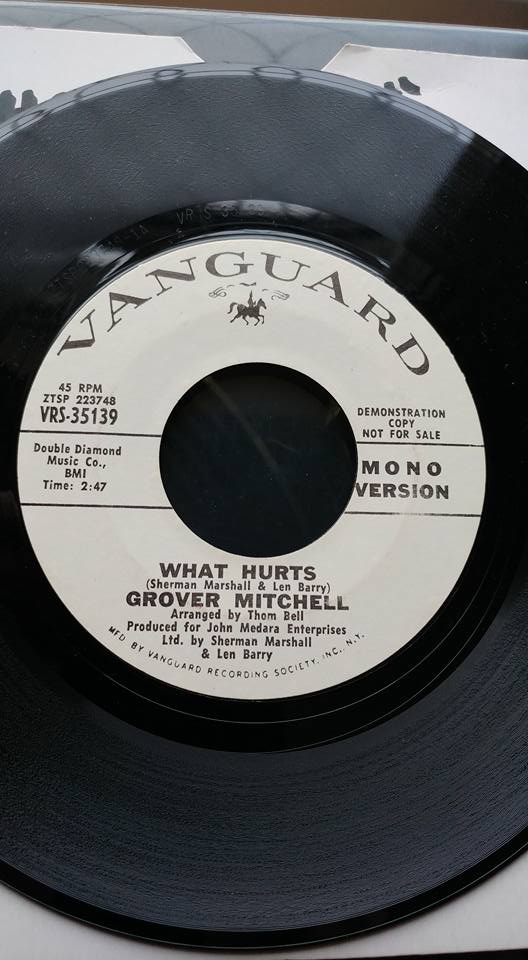 VANGUARD
45 RPM
ZTSP 223748
VRS-35139
DEMONSTRATION
COPY
NOT FOR SALE
Double Diamond
Music Co.,
BMI
Time: 2:47
MONO
VERSION
WHAT HURTS
(Sherman Marshall & Len Barry)
GROVER MITCHELL
Arranged by Thom Bell
Produced for John Medara Enterprises
Ltd. by Sherman Marshall
& Len Barry
MFD BY VANGUARD RECORDING SOCIETY, INC., N.Y.